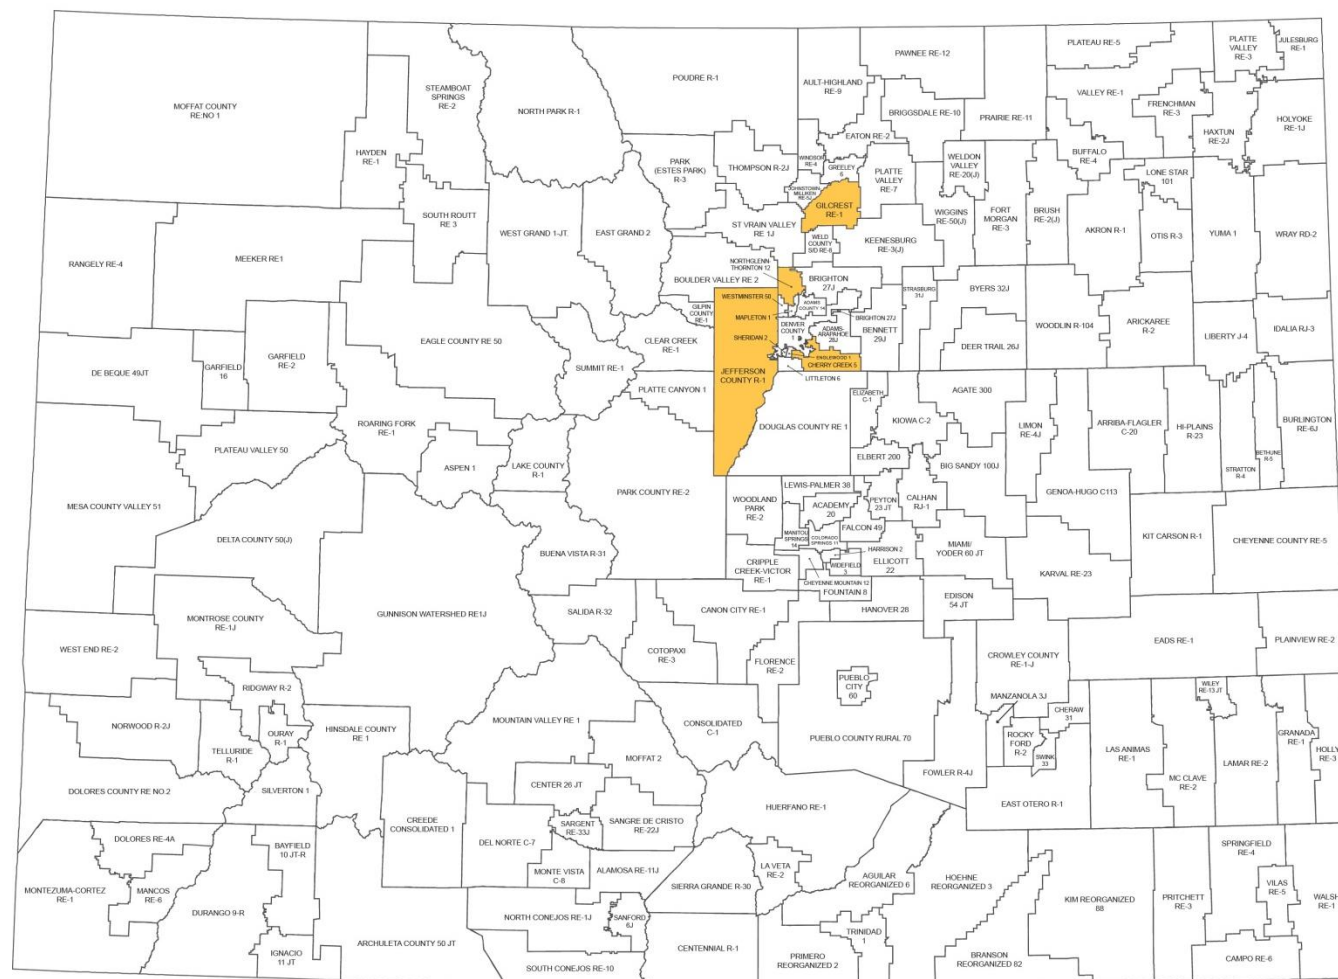 MOFFAT COUNTY
RE:NO 1
HAYDEN
RE-1
STEAMBOAT
SPRINGS
RE-2
NORTH PARK R-1
POUDRE R-1
AULT-HIGHLAND
RE-9
PAWNEE RE-12
BRIGGSDALE RE-10
PRAIRIE RE-11
PLATEAU RE-5
PLATTE
VALLEY
RE-3
JULESBURG
RE-1
VALLEY RE-1
FRENCHMAN
RE-3
HAXTUN
RE-2J
HOLYOKE
RE-1J
BUFFALO
RE-4
LONE STAR
101
EATON RE-2
WINDSOR
RE-4
GREELEY
6
PLATTE
VALLEY
RE-7
WELDON
VALLEY
RE-20(J)
PARK
(ESTES PARK)
R-3
THOMPSON R-2J
JOHNSTOWN-
MILLIKEN
RE-5J
GILCREST
RE-1
WIGGINS
RE-50(J)
FORT
MORGAN
RE-3
BRUSH
RE-2(J)
AKRON R-1
OTIS R-3
YUMA 1
WRAY RD-2
SOUTH ROUTT
RE 3
WEST GRAND 1-JT.
EAST GRAND 2
ST VRAIN VALLEY
RE 1J
WELD
COUNTY
S/D RE-8
KEENESBURG
RE-3(J)
RANGELY RE-4
MEEKER RE1
NORTHGLENN-
THORNTON 12
BOULDER VALLEY RE 2
BRIGHTON
27J
STRASBURG
31J
BYERS 32J
WESTMINSTER 50
ADAMS
COUNTY 14
GILPIN
COUNTY
RE-1
MAPLETON 1
BRIGHTON 27J
DENVER
COUNTY
1
ADAMS-
ARAPAHOE
28J
BENNETT
29J
WOODLIN R-104
ARICKAREE
R-2
LIBERTY J-4
IDALIA RJ-3
DEER TRAIL 26J
CLEAR CREEK
RE-1
SHERIDAN 2
ENGLEWOOD 1
CHERRY CREEK 5
JEFFERSON
COUNTY R-1
LITTLETON 6
DE BEQUE 49JT
GARFIELD
16
GARFIELD
RE-2
EAGLE COUNTY RE 50
SUMMIT RE-1
PLATTE CANYON 1
ELIZABETH
C-1
KIOWA C-2
AGATE 300
DOUGLAS COUNTY RE 1
LIMON
RE-4J
ARRIBA-FLAGLER
C-20
HI-PLAINS
R-23
STRATTON
R-4
BETHUNE
R-5
BURLINGTON
RE-6J
ROARING FORK
RE-1
PLATEAU VALLEY 50
ASPEN 1
LAKE COUNTY
R-1
ELBERT 200
BIG SANDY 100J
PARK COUNTY RE-2
LEWIS-PALMER 38
GENOA-HUGO C113
WOODLAND
PARK
RE-2
ACADEMY
20
PEYTON
23 JT
CALHAN
RJ-1
MESA COUNTY VALLEY 51
DELTA COUNTY 50(J)
BUENA VISTA R-31
MANITOU
SPRINGS
14
COLORADO
SPRINGS 11
FALCON 49
HARRISON 2
ELLICOTT
22
MIAMI/
YODER 60 JT
KIT CARSON R-1
CHEYENNE COUNTY RE-5
CRIPPLE
CREEK-VICTOR
RE-1
WIDEFIELD
3
CHEYENNE MOUNTAIN 12
FOUNTAIN 8
KARVAL RE-23
EDISON
54 JT
HANOVER 28
MONTROSE COUNTY
RE-1J
GUNNISON WATERSHED RE1J
SALIDA R-32
CANON CITY RE-1
WEST END RE-2
COTOPAXI
RE-3
FLORENCE
RE-2
EADS RE-1
PLAINVIEW RE-2
CROWLEY COUNTY
RE-1-J
PUEBLO
CITY
60
RIDGWAY R-2
NORWOOD R-2J
OURAY
R-1
TELLURIDE
R-1
HINSDALE COUNTY
RE 1
MOUNTAIN VALLEY RE 1
CONSOLIDATED
C-1
PUEBLO COUNTY RURAL 70
MANZANOLA 3J
CHERAW
31
ROCKY
FORD
R-2
SWINK
33
WILEY
RE-13 JT
LAS ANIMAS
RE-1
MC CLAVE
RE-2
LAMAR RE-2
GRANADA
RE-1
HOLLY
RE-3
MOFFAT 2
FOWLER R-4J
EAST OTERO R-1
DOLORES COUNTY RE NO.2
SILVERTON 1
CREEDE
CONSOLIDATED 1
CENTER 26 JT
SARGENT
RE-33J
SANGRE DE CRISTO
RE-22J
HUERFANO RE-1
DOLORES RE-4A
BAYFIELD
10 JT-R
DEL NORTE C-7
MONTE VISTA
C-8
ALAMOSA RE-11J
LA VETA
RE-2
SIERRA GRANDE R-30
AGUILAR
REORGANIZED 6
HOEHNE
REORGANIZED 3
SPRINGFIELD
RE-4
VILAS
RE-5
WALSH
RE-1
KIM REORGANIZED
88
PRITCHETT
RE-3
MONTEZUMA-CORTEZ
RE-1
MANCOS
RE-6
DURANGO 9-R
IGNACIO
11 JT
ARCHULETA COUNTY 50 JT
NORTH CONEJOS RE-1J
SANFORD
6J
SOUTH CONEJOS RE-10
CENTENNIAL R-1
PRIMERO
REORGANIZED 2
TRINIDAD
1
BRANSON
REORGANIZED 82
CAMPO RE-6